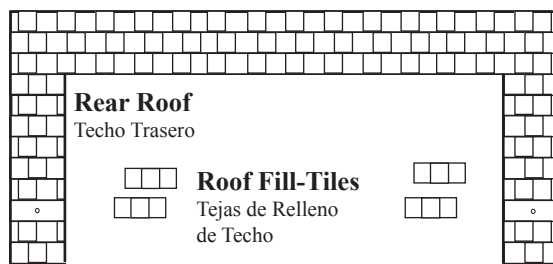 Rear Roof
Techo Trasero
Roof Fill-Tiles
Tejas de Relleno
de Techo